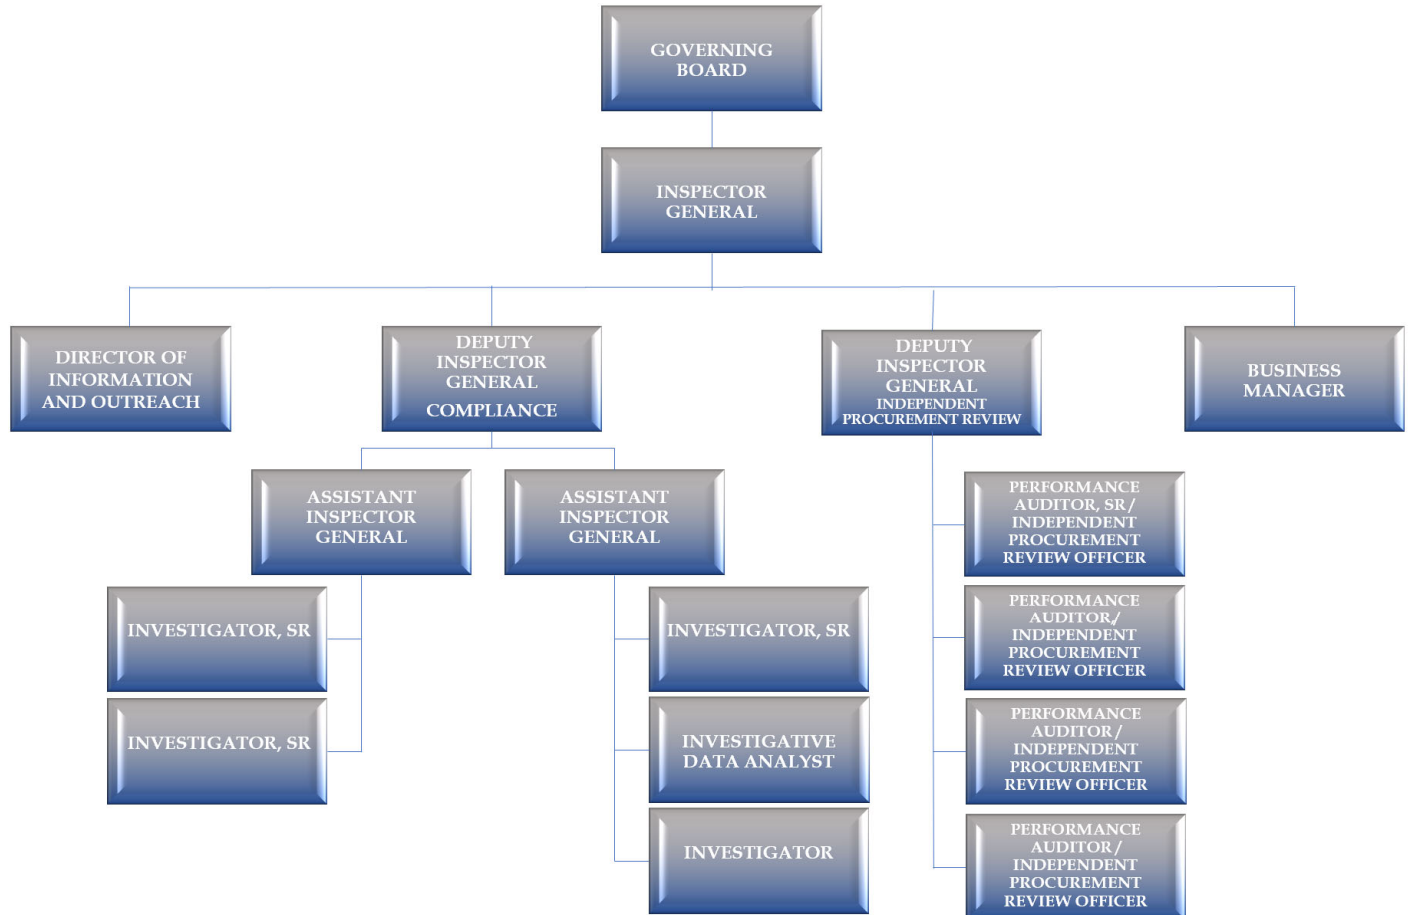 GOVERNING
BOARD
INSPECTOR
GENERAL
DIRECTOR OF
INFORMATION
AND OUTREACH
DEPUTY
INSPECTOR
GENERAL
COMPLIANCE
DEPUTY
INSPECTOR
GENERAL
INDEPENDENT
PROCUREMENT REVIEW
BUSINESS
MANAGER
ASSISTANT
INSPECTOR
GENERAL
ASSISTANT
INSPECTOR
GENERAL
INVESTIGATOR, SR
INVESTIGATOR, SR
INVESTIGATOR, SR
INVESTIGATIVE
DATA ANALYST
INVESTIGATOR
PERFORMANCE
AUDITOR, SR/
INDEPENDENT
PROCUREMENT
REVIEW OFFICER
PERFORMANCE
AUDITOR/
INDEPENDENT
PROCUREMENT
REVIEW OFFICER
PERFORMANCE
AUDITOR /
INDEPENDENT
PROCUREMENT
REVIEW OFFICER
PERFORMANCE
AUDITOR /
INDEPENDENT
PROCUREMENT
REVIEW OFFICER